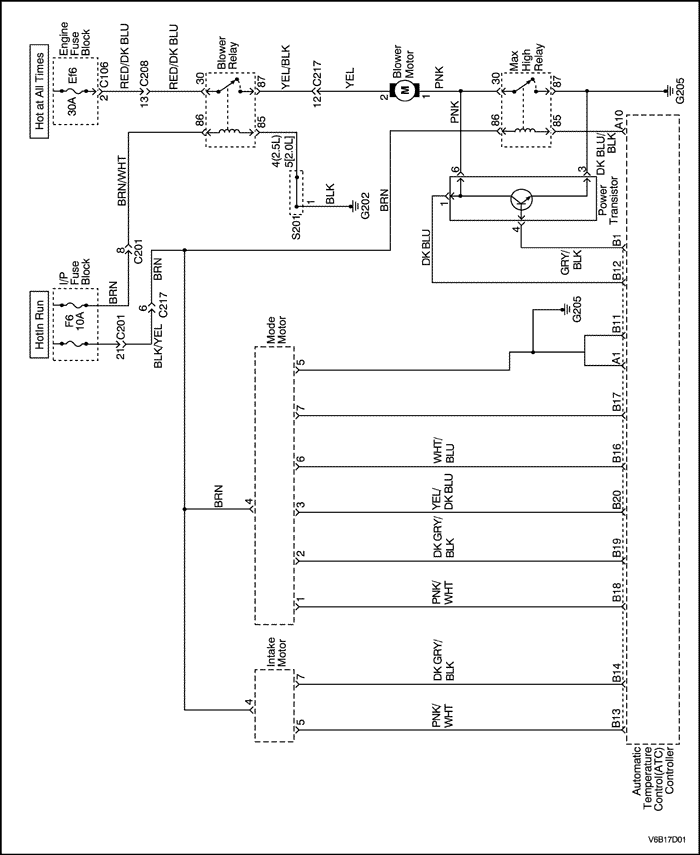 Hot at All Times
Engine
Fuse
Block
Ef6
30A
2
C106
RED/DK BLU
13
C208
RED/DK BLU
Blower
Relay
30
87
86
85
YEL/BLK
12
C217
YEL
Blower
Motor
M
2
1
PNK
PNK
Max
High
Relay
30
87
86
85
G205
A10
DK BLU/
BLK
BRN/WHT
8
C201
BRN
4(2.5L)
5[2.0L]
S201
1
BLK
G202
BRN
6
3
1
4
Power
Transistor
DK BLU
GRY/
BLK
B1
B12
HotIn Run
I/P
Fuse
Block
F6
10A
21
C201
BLK/YEL
6
C217
BRN
G205
B11
A1
Mode
Motor
5
7
B17
6
WHT/
BLU
B16
BRN
4
3
YEL/
DK BLU
B20
2
DK GRY/
BLK
B19
1
PNK/
WHT
B18
Intake
Motor
4
7
DK GRY/
BLK
B14
5
PNK/
WHT
B13
Automatic
Temperature
Control(ATC)
Controller
V6B17D01